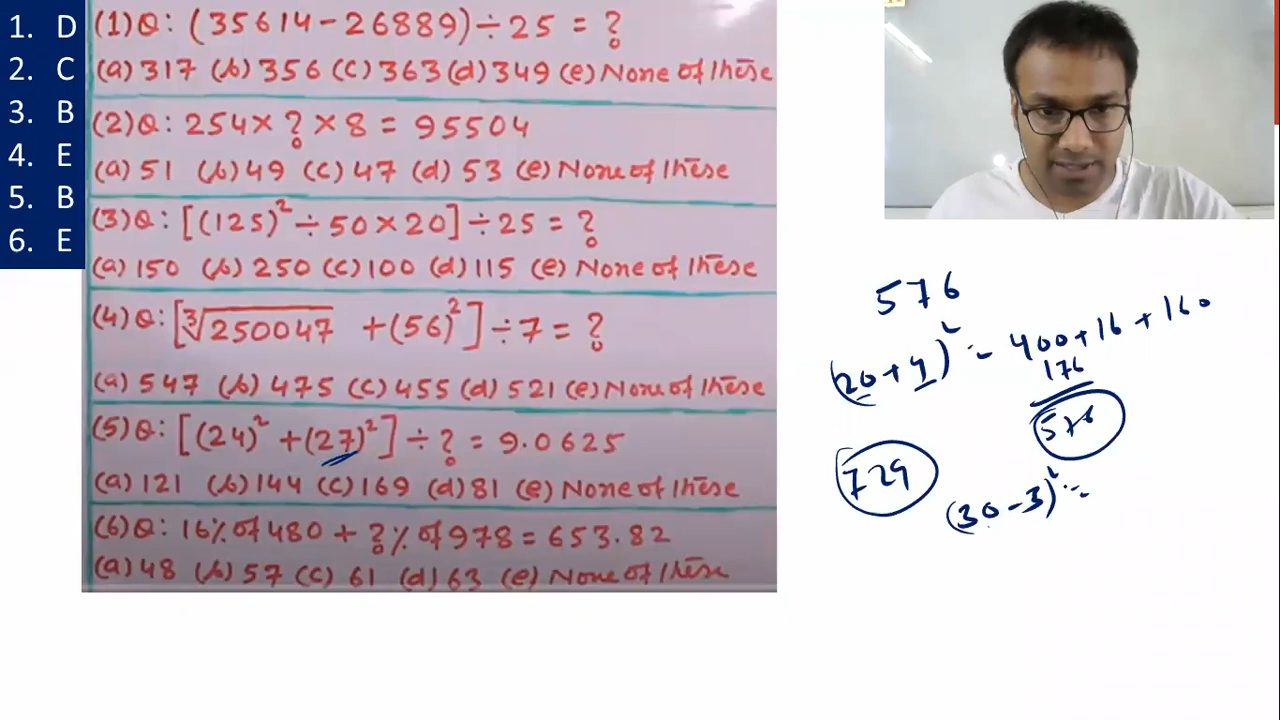 1. D
2. C
3. B
4. E
5. B
6. E
(1)Q: (35614-26889)÷25 = ?
(a) 317 (b) 356 (c) 363 (d) 349 (e) None of these
(2)Q: 254 × ? × 8 = 95504
(a) 51 (b) 49 (c) 47 (d) 53 (e) None of these
(3)Q: [(125)² ÷ 50 × 20] ÷ 25 = ?
(a) 150 (b) 250 (c) 100 (d) 115 (e) None of these
(4)Q: [∛250047 + (56)²] ÷ 7 = ?
(a) 547 (b) 475 (c) 455 (d) 521 (e) None of these
(5)Q: [(24)² + (27)²] ÷ ? = 9.0625
(a) 121 (b) 144 (c) 169 (d) 81 (e) None of these
(6)Q: 16% of 480 + ?% of 978 = 653.82
(a) 48 (b) 57 (c) 61 (d) 63 (e) None of these
576
(20+4)² = 400+16+160
176
576
729
(30-3)² =